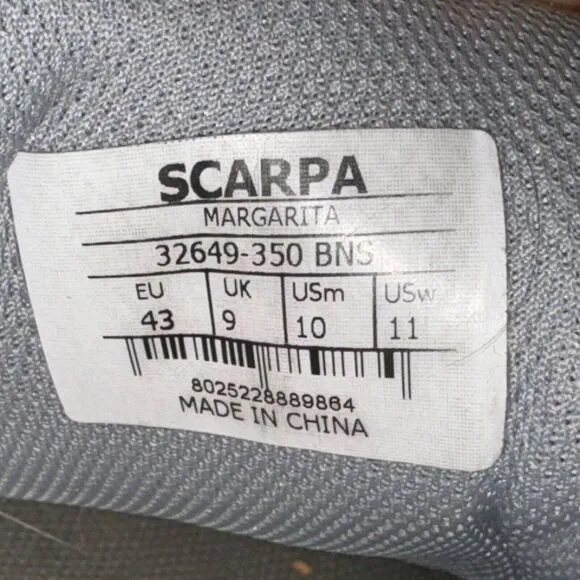 SCARPA
MARGARITA
32649-350 BNS
EU UK USm USw
43 9 10 11
8025228889864
MADE IN CHINA